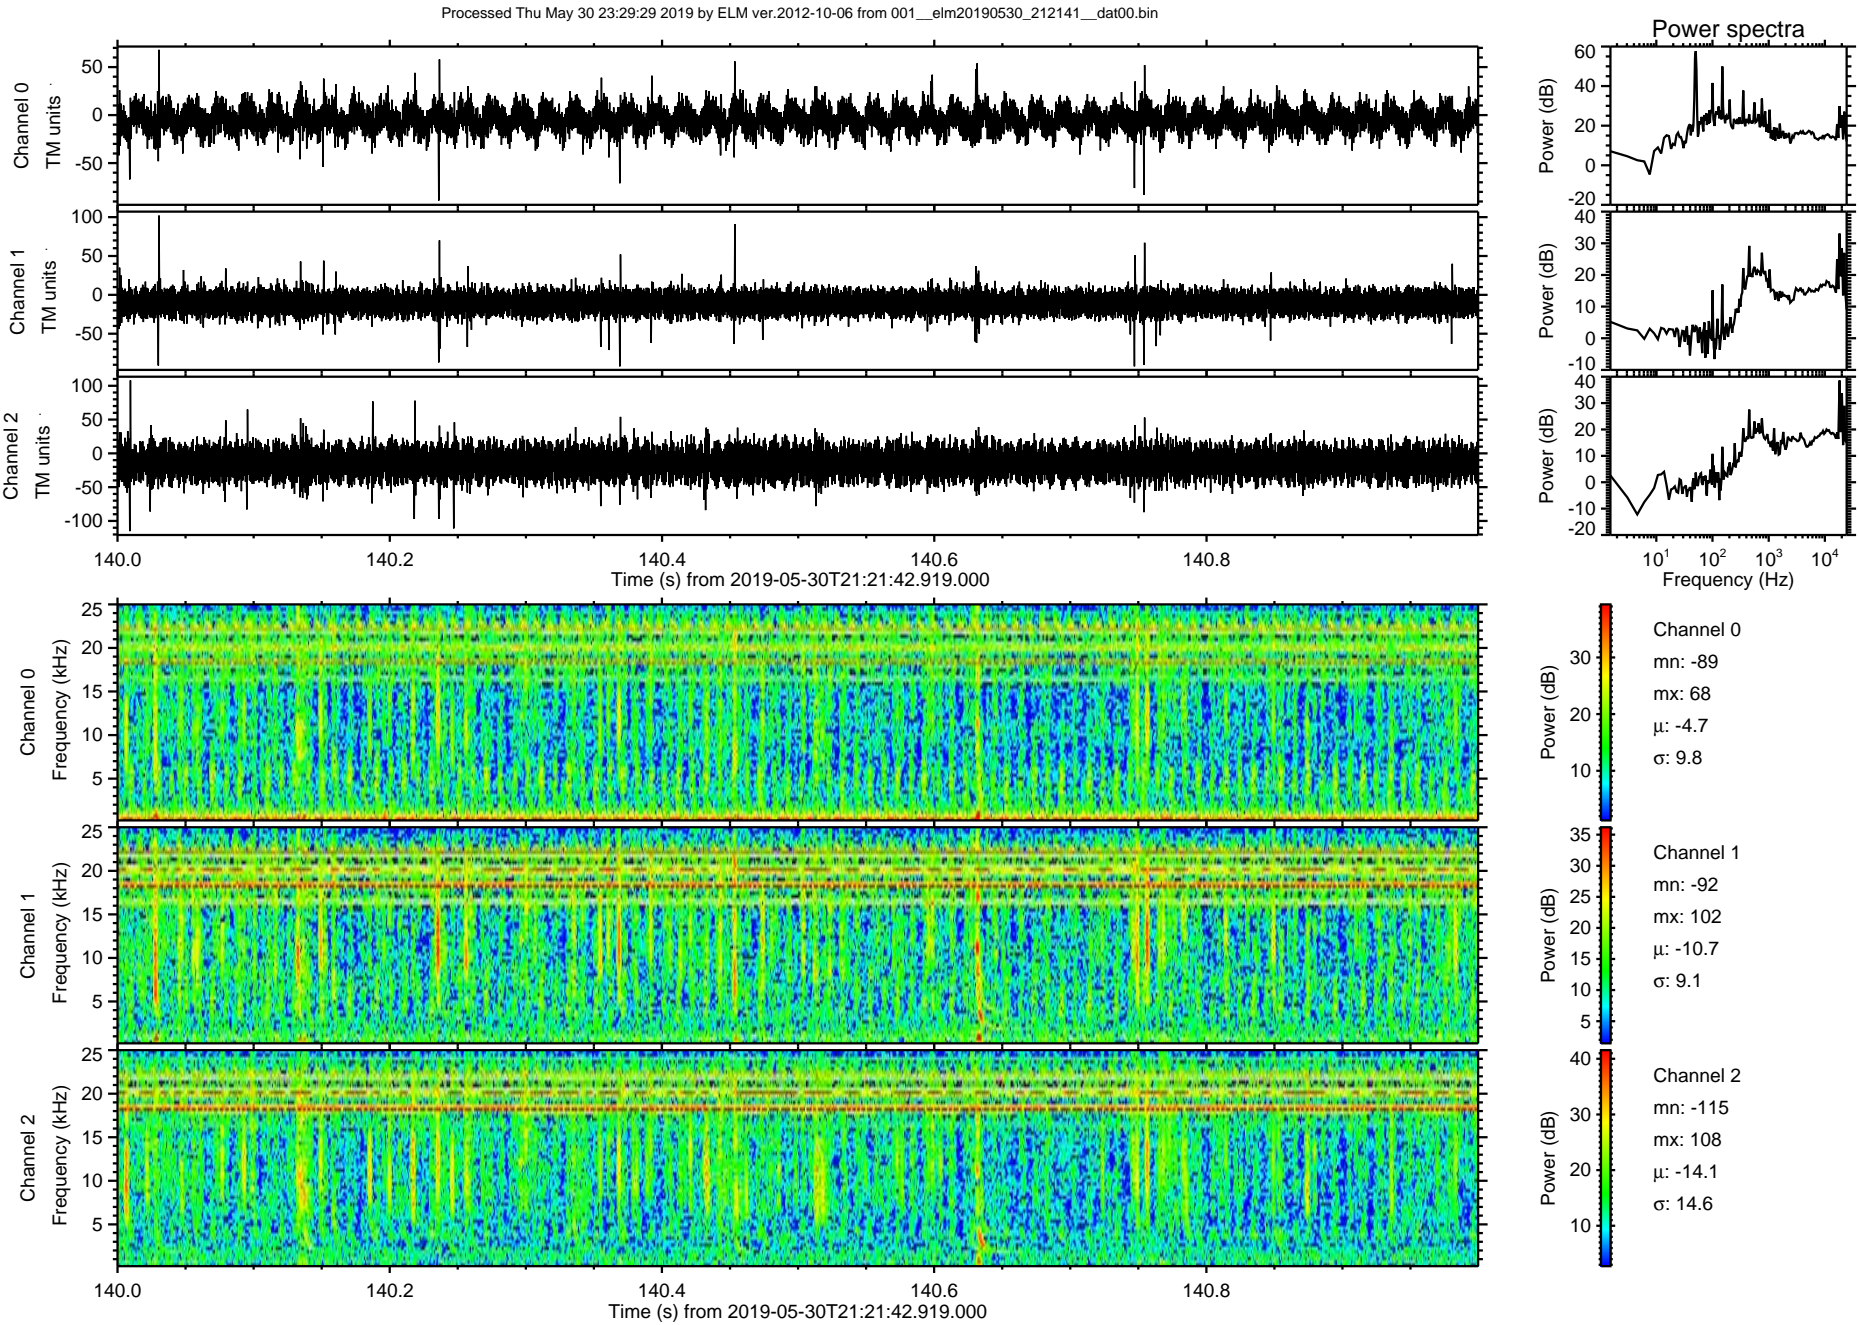 Processed Thu May 30 23:29:29 2019 by ELM ver.2012-10-06 from 001__elm20190530_212141__dat00.bin
Power spectra
Channel 0
TM units
50
0
-50
Power (dB)
60
40
20
0
-20
Channel 1
TM units
100
50
0
-50
Power (dB)
40
30
20
10
0
-10
Channel 2
TM units
100
50
0
-50
-100
Power (dB)
40
30
20
10
0
-10
-20
140.0 140.2 140.4 140.6 140.8
Time (s) from 2019-05-30T21:21:42.919.000
10^1 10^2 10^3 10^4
Frequency (Hz)
Channel 0
Frequency (kHz)
25
20
15
10
5
Power (dB)
30
20
10
Channel 0
mn: -89
mx: 68
μ: -4.7
σ: 9.8
Channel 1
Frequency (kHz)
25
20
15
10
5
Power (dB)
35
30
25
20
15
10
5
Channel 1
mn: -92
mx: 102
μ: -10.7
σ: 9.1
Channel 2
Frequency (kHz)
25
20
15
10
5
Power (dB)
40
30
20
10
Channel 2
mn: -115
mx: 108
μ: -14.1
σ: 14.6
140.0 140.2 140.4 140.6 140.8
Time (s) from 2019-05-30T21:21:42.919.000